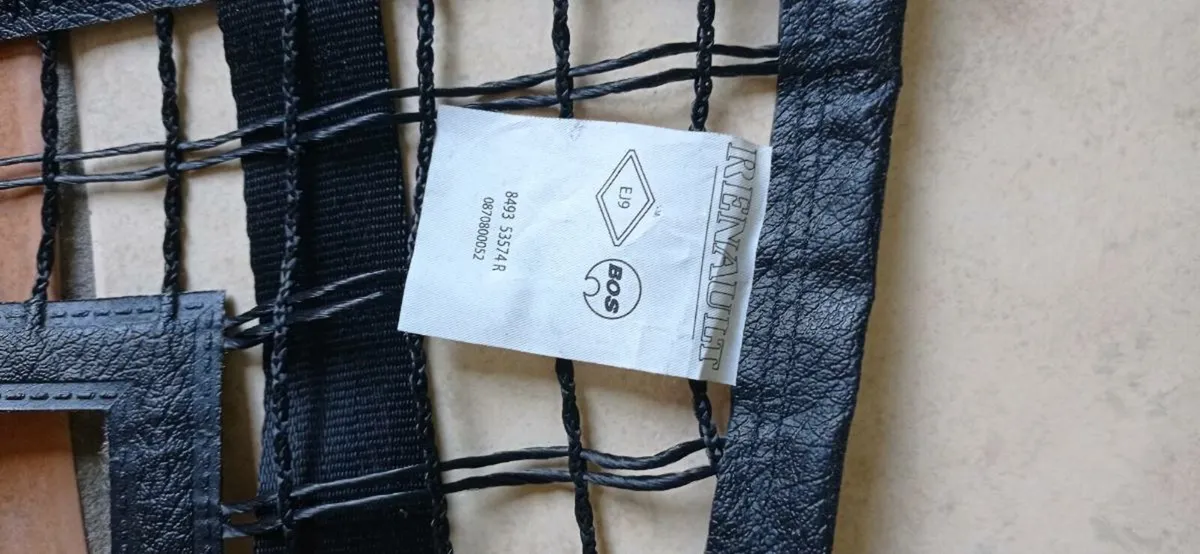 RENAULT
EJ9
BOS
8493 53574 R
0870800052